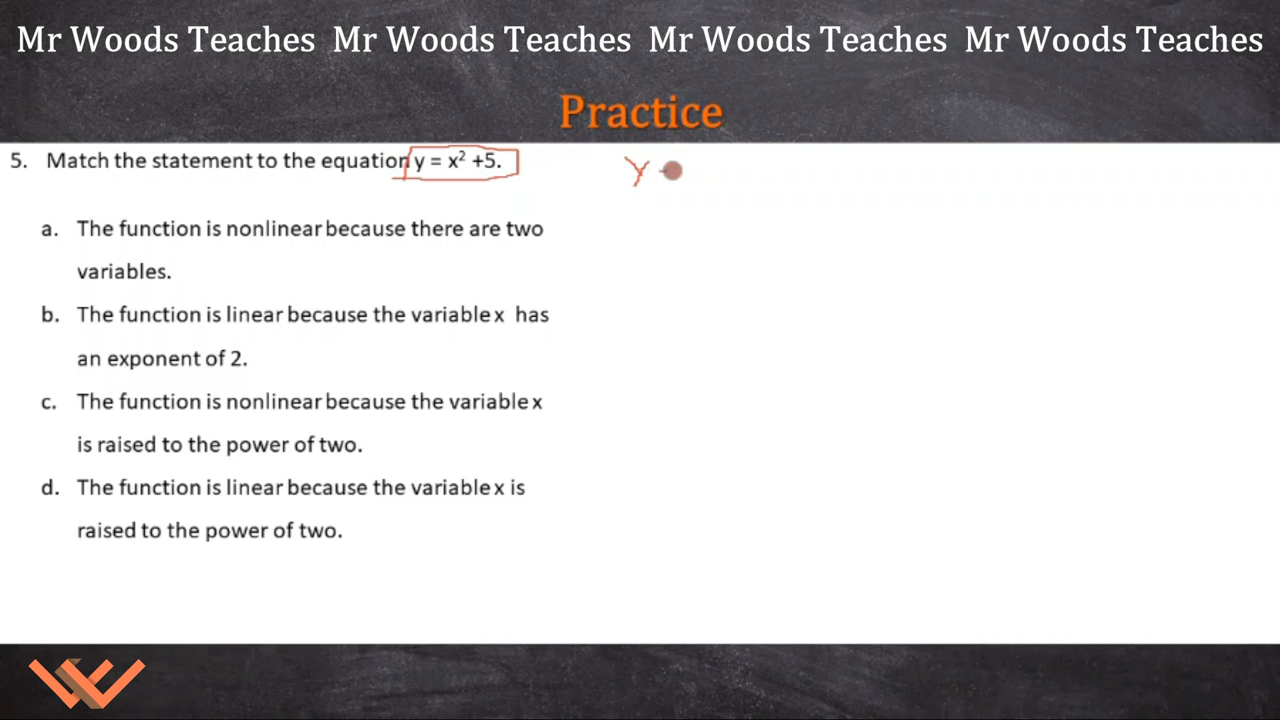 Mr Woods Teaches Mr Woods Teaches Mr Woods Teaches Mr Woods Teaches
Practice
5. Match the statement to the equation y = x² +5.
y
a. The function is nonlinear because there are two
variables.
b. The function is linear because the variable x has
an exponent of 2.
c. The function is nonlinear because the variable x
is raised to the power of two.
d. The function is linear because the variable x is
raised to the power of two.